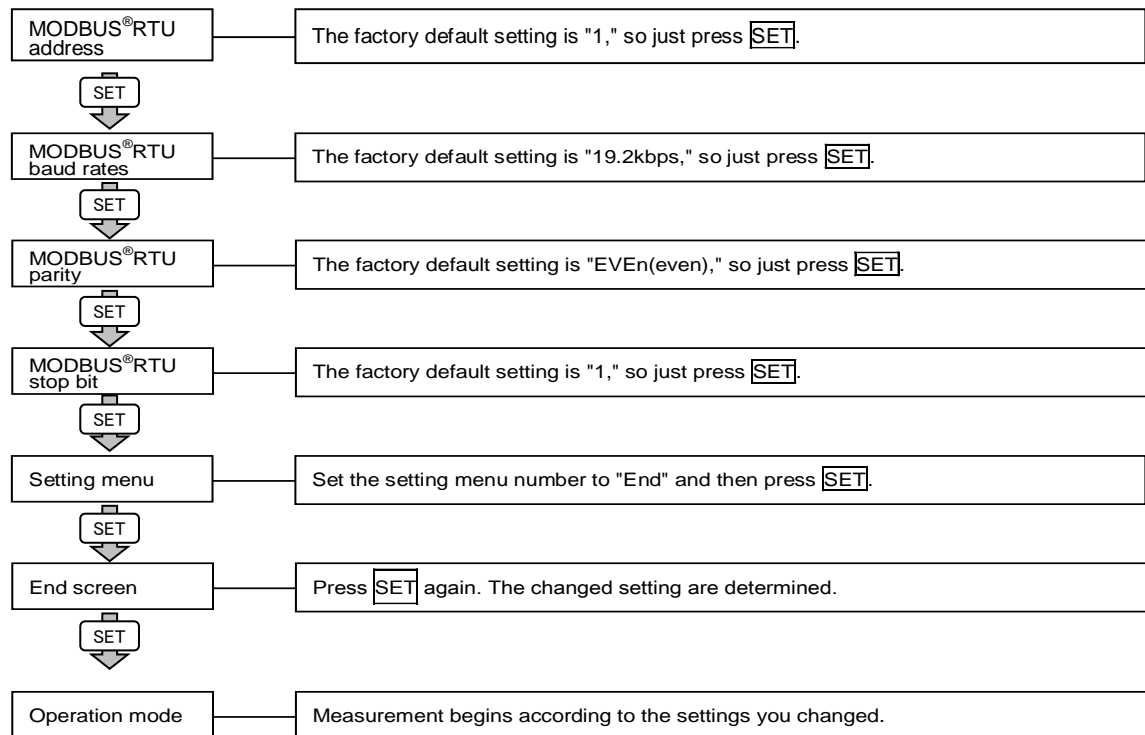 MODBUS®RTU
address
The factory default setting is "1," so just press SET.
SET
MODBUS®RTU
baud rates
The factory default setting is "19.2kbps," so just press SET.
SET
MODBUS®RTU
parity
The factory default setting is "EVEn(even)," so just press SET.
SET
MODBUS®RTU
stop bit
The factory default setting is "1," so just press SET.
SET
Setting menu
Set the setting menu number to "End" and then press SET.
SET
End screen
Press SET again. The changed setting are determined.
SET
Operation mode
Measurement begins according to the settings you changed.